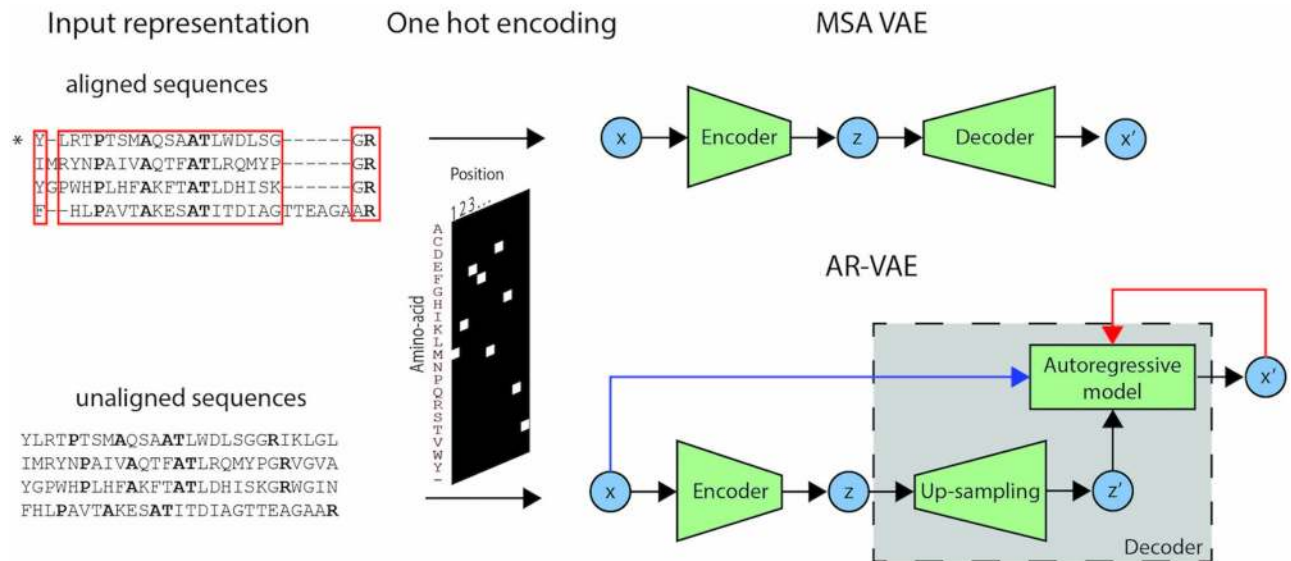 Input representation
One hot encoding
MSA VAE
aligned sequences
* Y-LRTPTSMAQSAATLWDLSG------GR
IMRYNPAIVAQTFATLRQMYP------GR
YGPWHPLHFAKFTATLDHISK------GR
F--HLPAVTAKESATITDIAGTTEAGAAR
x
Encoder
z
Decoder
x'
Position
123...
Amino-acid
A
C
D
E
F
G
H
I
K
L
M
N
P
Q
R
S
T
V
W
Y
-
AR-VAE
Autoregressive
model
x'
unaligned sequences
YLRTPTSMAQSAATLWDLSGGRIKLGL
IMRYNPAIVAQTFATLRQMYPGRVGVA
YGPWHPLHFAKFTATLDHISKGRWGIN
FHLPAVTAKESATITDIAGTTEAGAAR
x
Encoder
z
Up-sampling
z'
Decoder